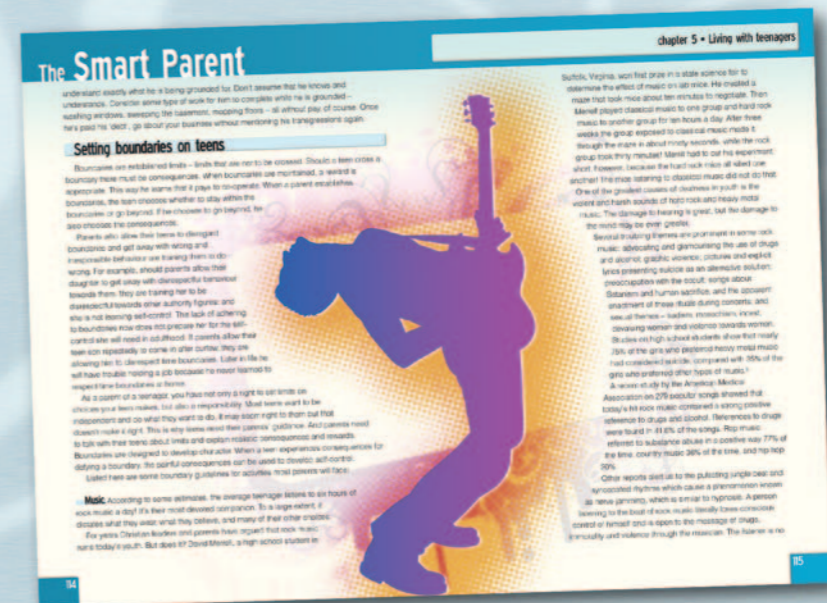 The Smart Parent
understand exactly what he is being grounded for. Don't assume that he knows and
understands. Consider some type of work for him to complete while he is grounded –
washing windows, sweeping the basement, mopping floors – all without pay of course. Once
he's paid his 'debt', go about your business without mentioning his transgressions again.
Setting boundaries on teens
Boundaries are established limits – limits that are not to be crossed. Should a teen cross a
boundary there must be consequences. When boundaries are maintained, a reward is
appropriate. This way he learns that it pays to co-operate. When a parent establishes
boundaries, the teen chooses whether to stay within the
boundaries or go beyond. If he chooses to go beyond, he
also chooses the consequences.
Parents who allow their teens to disregard
boundaries and get away with wrong and
irresponsible behaviour are training them to do
wrong. For example, should parents allow their
daughter to get away with disrespectful behaviour
towards them, they are training her to be
disrespectful towards other authority figures; and
she is not learning self-control. This lack of adhering
to boundaries now does not prepare her for the self-
control she will need in adulthood. If parents allow their
teen son repeatedly to come in after curfew, they are
allowing him to disrespect time boundaries. Later in life he
will have trouble holding a job because he never learned to
respect time boundaries at home.
As a parent of a teenager, you have not only a right to set limits on
choices your teen makes, but also a responsibility. Most teens want to be
independent and do what they want to do. It may seem right to them but that
doesn't make it right. This is why teens need their parents' guidance. And parents need
to talk with their teens about limits and explain realistic consequences and rewards.
Boundaries are designed to develop character. When a teen experiences consequences for
defying a boundary, the painful consequences can be used to develop self-control.
Listed here are some boundary guidelines for activities most parents will face.
Music. According to some estimates, the average teenager listens to six hours of
rock music a day! It's their most devoted companion. To a large extent, it
dictates what they wear, what they believe, and many of their other choices.
For years Christian leaders and parents have argued that rock music
ruins today's youth. But does it? David Merrell, a high school student in
114
chapter 5 • Living with teenagers
Suffolk, Virginia, won first prize in a state science fair to
determine the effect of music on lab mice. He created a
maze that took mice about ten minutes to negotiate. Then
Merrell played classical music to one group and hard rock
music to another group for ten hours a day. After three
weeks the group exposed to classical music made it
through the maze in about ninety seconds, while the rock
group took thirty minutes! Merrell had to cut his experiment
short, however, because the hard rock mice all killed one
another! The mice listening to classical music did not do that.
One of the greatest causes of deafness in youth is the
violent and harsh sounds of hard rock and heavy metal
music. The damage to hearing is great, but the damage to
the mind may be even greater.
Several troubling themes are prominent in some rock
music: advocating and glamourising the use of drugs
and alcohol; graphic violence; pictures and explicit
lyrics presenting suicide as an alternative solution;
preoccupation with the occult; songs about
Satanism and human sacrifice, and the apparent
enactment of these rituals during concerts; and
sexual themes – sadism, masochism, incest,
devaluing women and violence towards women.
Studies on high school students show that nearly
75% of the girls who preferred heavy metal music
had considered suicide, compared with 35% of the
girls who preferred other types of music.
A recent study by the American Medical
Association on 279 popular songs showed that
today's hit rock music contained a strong positive
reference to drugs and alcohol. References to drugs
were found in 41.6% of the songs. Rap music
referred to substance abuse in a positive way 77% of
the time, country music 36% of the time, and hip hop
Other reports alert us to the pulsating jungle beat and
syncopated rhythms which cause a phenomenon known
as nerve jamming, which is similar to hypnosis. A person
listening to the beat of rock music literally loses conscious
control of himself and is open to the message of drugs,
immorality and violence through the musician. The listener is no
115